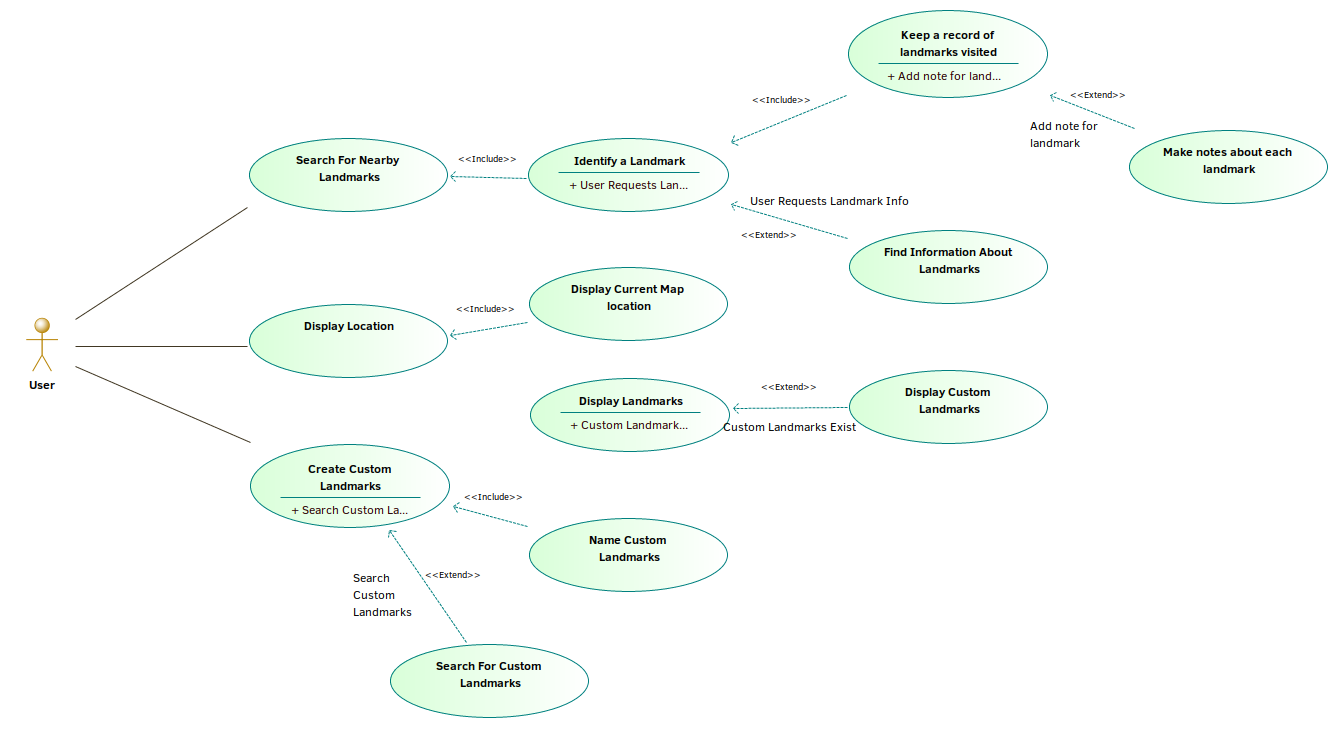 Keep a record of
landmarks visited
+ Add note for land...
<<Include>>
<<Extend>>
Add note for
landmark
Make notes about each
landmark
Search For Nearby
Landmarks
<<Include>>
Identify a Landmark
+ User Requests Lan...
User Requests Landmark Info
<<Extend>>
Find Information About
Landmarks
Display Current Map
location
<<Include>>
Display Location
User
Display Landmarks
+ Custom Landmark...
<<Extend>>
Custom Landmarks Exist
Display Custom
Landmarks
Create Custom
Landmarks
+ Search Custom La...
<<Include>>
Name Custom
Landmarks
Search
Custom
Landmarks
<<Extend>>
Search For Custom
Landmarks